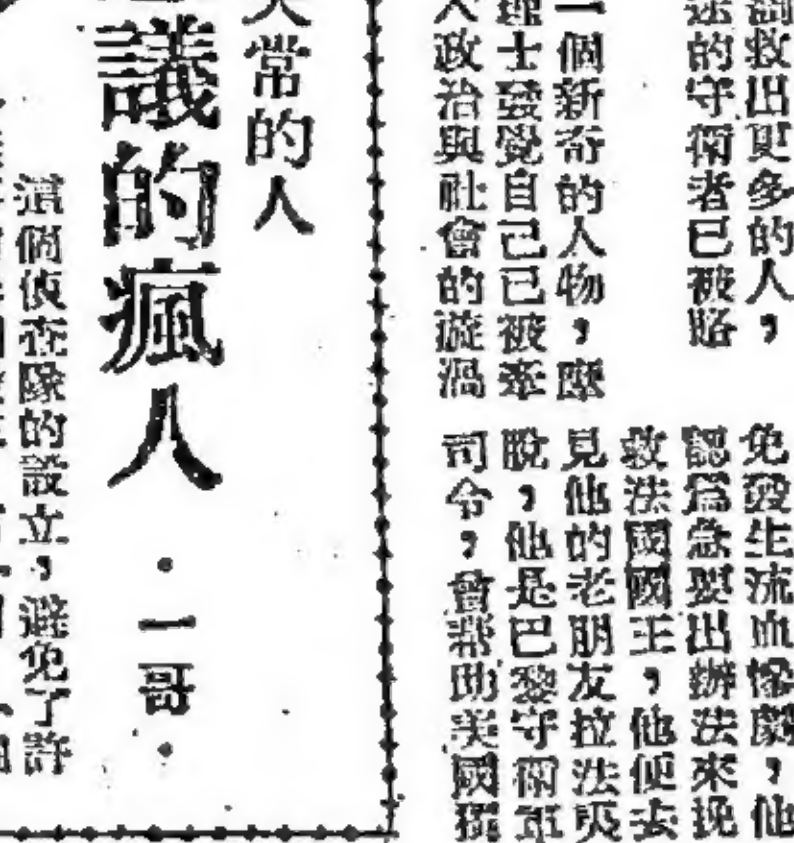 救出更多的人，
的守衛者已被賂
一個新奇的人物，摩
理士發覺自己已被牽
入政治與社會的漩渦
免發生流血慘劇，他
認爲急要出辦法來挽
救法國國王，他便去
見他的老朋友拉法夷
脫，他是巴黎守衛軍
司令，曾幫助美國獨
常的人
議的瘋人
·一哥·
這個偵查隊的設立，避免了許